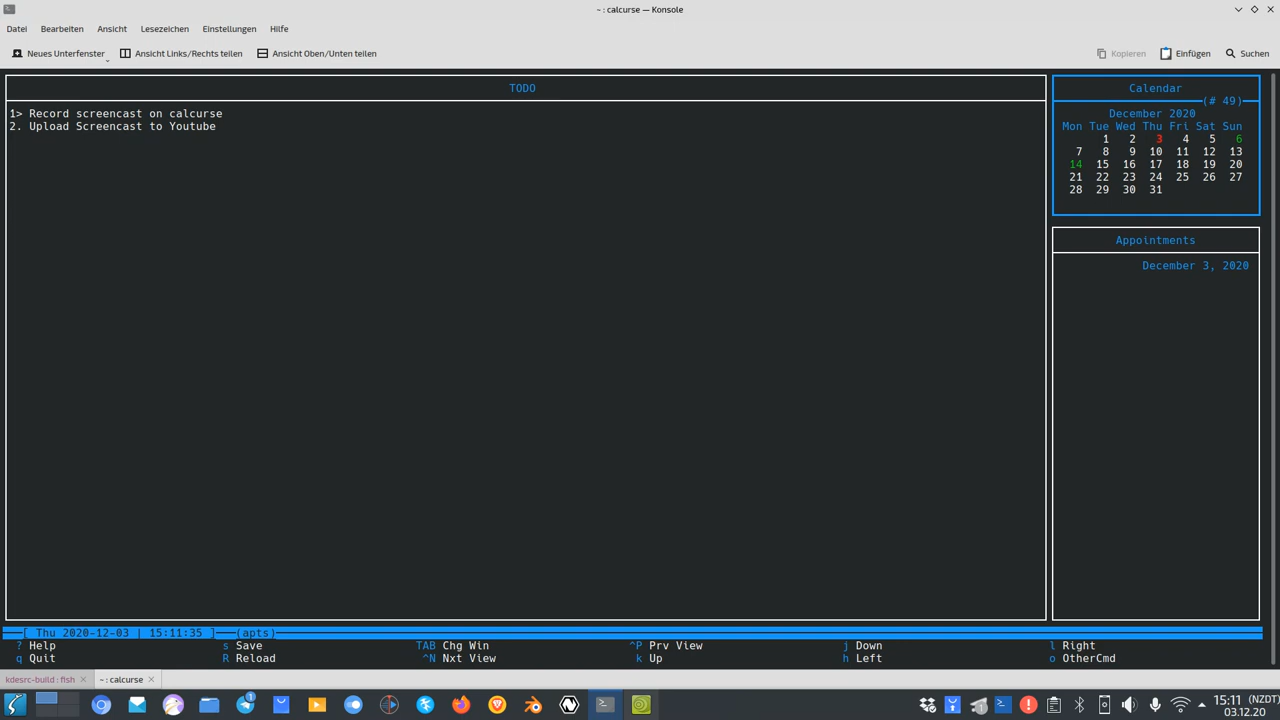 ~ : calcurse — Konsole
Datei Bearbeiten Ansicht Lesezeichen Einstellungen Hilfe
Neues Unterfenster Ansicht Links/Rechts teilen Ansicht Oben/Unten teilen Kopieren Einfügen Suchen
TODO
1> Record screencast on calcurse
2. Upload Screencast to Youtube
Calendar
(# 49)
December 2020
Mon Tue Wed Thu Fri Sat Sun
1 2 3 4 5 6
7 8 9 10 11 12 13
14 15 16 17 18 19 20
21 22 23 24 25 26 27
28 29 30 31
Appointments
December 3, 2020
[ Thu 2020-12-03 | 15:11:35 ] (apts)
? Help s Save TAB Chg Win ^P Prv View j Down l Right
q Quit R Reload ^N Nxt View k Up h Left o OtherCmd
kdesrc-build : fish ~ : calcurse
1
15:11 (NZDT)
03.12.20